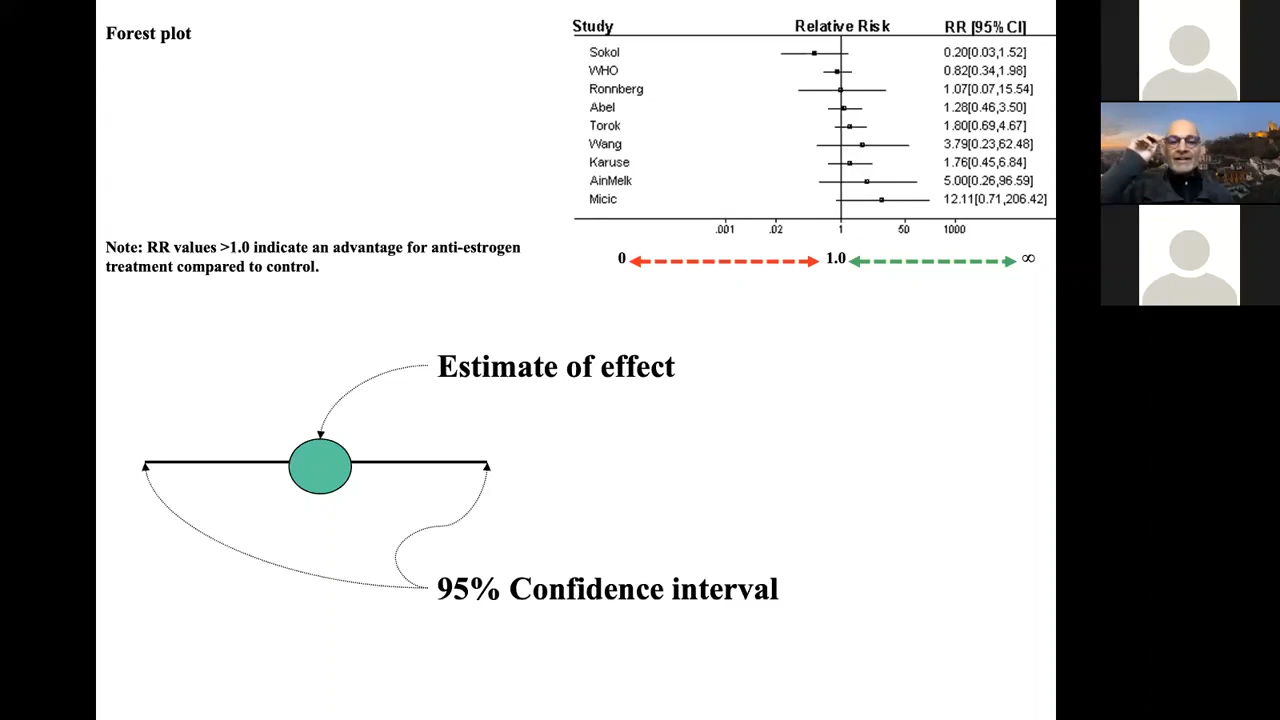 Forest plot
Study Relative Risk RR [95% CI]
Sokol 0.20[0.03,1.52]
WHO 0.82[0.34,1.98]
Ronnberg 1.07[0.07,15.54]
Abel 1.28[0.46,3.50]
Torok 1.80[0.69,4.67]
Wang 3.79[0.23,62.48]
Karuse 1.76[0.45,6.84]
AinMelk 5.00[0.26,96.59]
Micic 12.11[0.71,206.42]
.001 .02 1 50 1000
0 1.0 ∞
Note: RR values >1.0 indicate an advantage for anti-estrogen
treatment compared to control.
Estimate of effect
95% Confidence interval